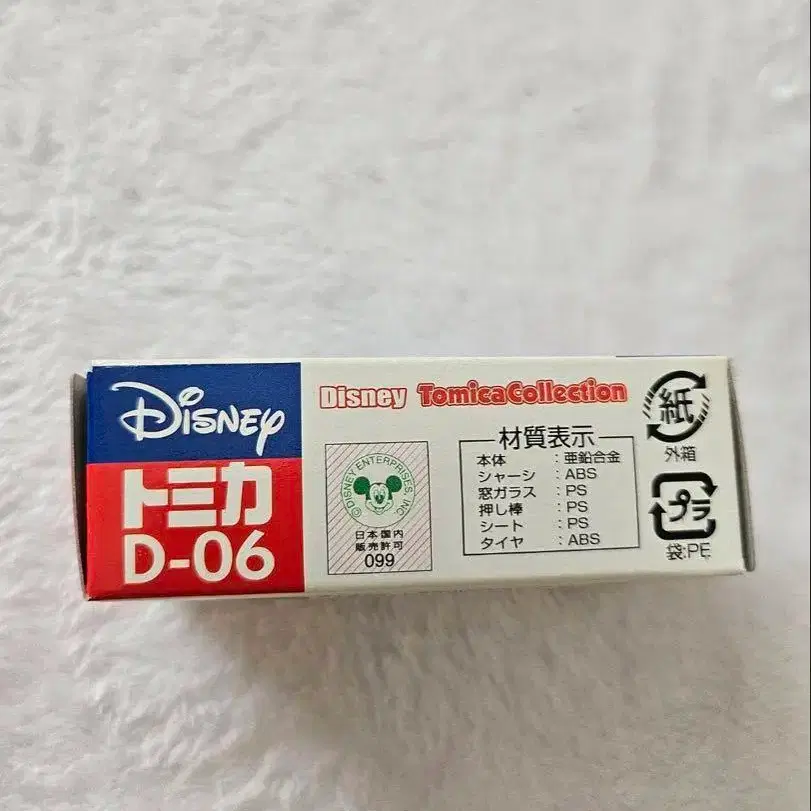 Disney
トミカ
D-06
Disney TomicaCollection
©DISNEY ENTERPRISES, INC.
日本国内
販売許可
099
材質表示
本体 : 亜鉛合金
シャーシ : ABS
窓ガラス : PS
押し棒 : PS
シート : PS
タイヤ : ABS
紙
外箱
プラ
袋:PE